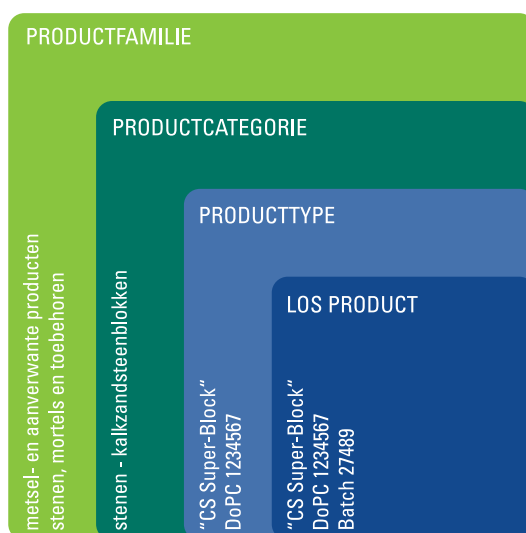 PRODUCTFAMILIE
metsel- en aanverwante producten
stenen, mortels en toebehoren
PRODUCTCATEGORIE
stenen - kalkzandsteenblokken
PRODUCTTYPE
“CS Super-Block“
DoPC 1234567
LOS PRODUCT
“CS Super-Block“
DoPC 1234567
Batch 27489